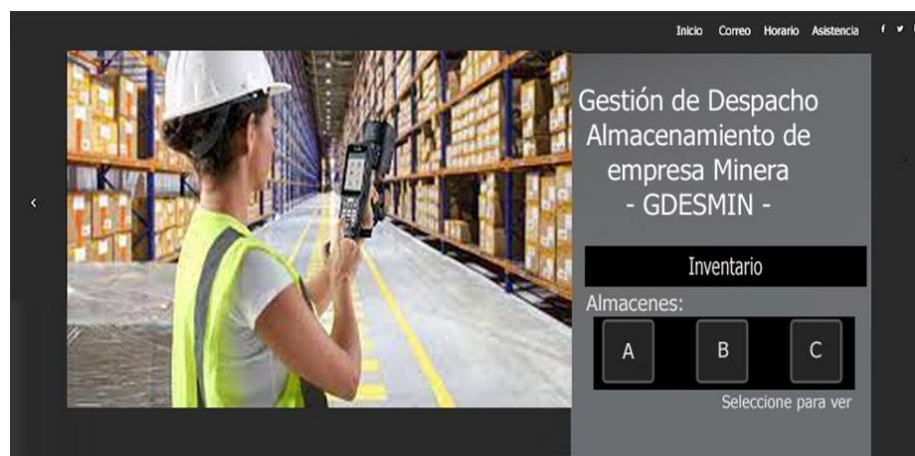 Inicio Correo Horario Asistencia
Gestión de Despacho
Almacenamiento de
empresa Minera
- GDESMIN -
Inventario
Almacenes:
A B C
Seleccione para ver